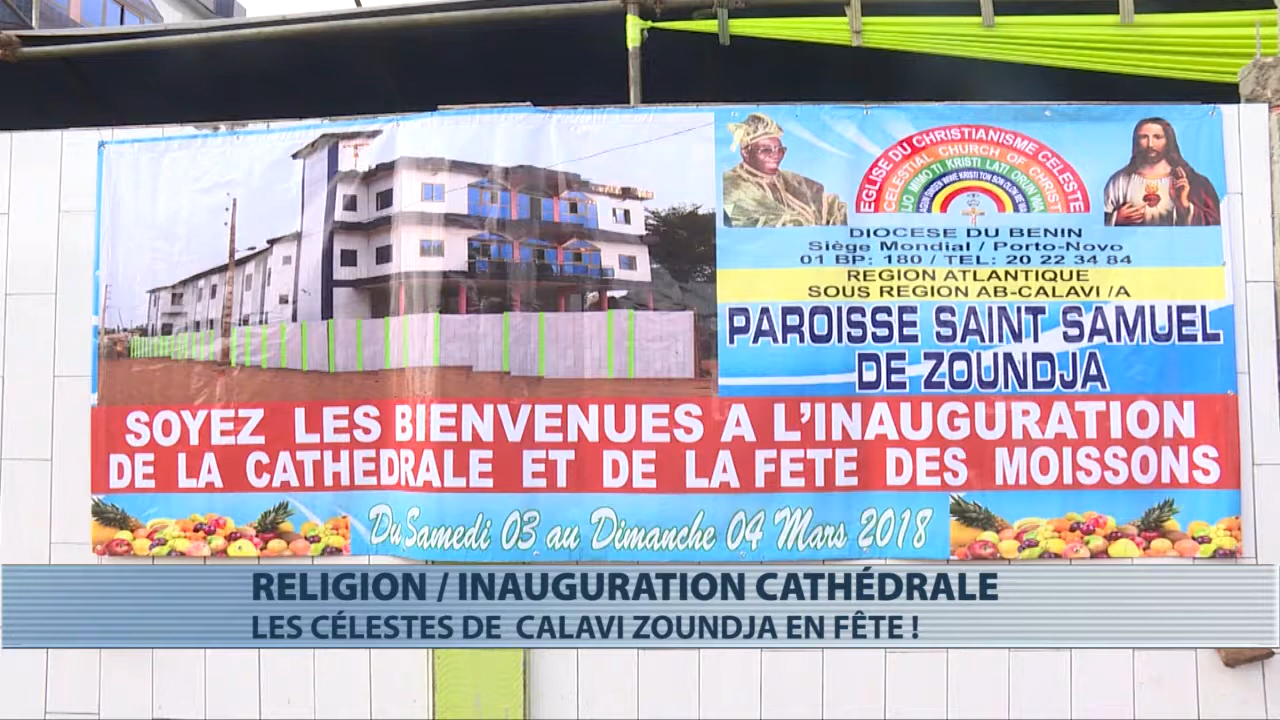 EGLISE DU CHRISTIANISME CELESTE
CELESTIAL CHURCH OF CHRIST
DIOCESE DU BENIN
Siège Mondial / Porto-Novo
01 BP: 180 / TEL: 20 22 34 84
REGION ATLANTIQUE
SOUS REGION AB-CALAVI /A
PAROISSE SAINT SAMUEL
DE ZOUNDJA
SOYEZ LES BIENVENUES A L'INAUGURATION
DE LA CATHEDRALE ET DE LA FETE DES MOISSONS
Du Samedi 03 au Dimanche 04 Mars 2018
RELIGION / INAUGURATION CATHÉDRALE
LES CÉLESTES DE CALAVI ZOUNDJA EN FÊTE !